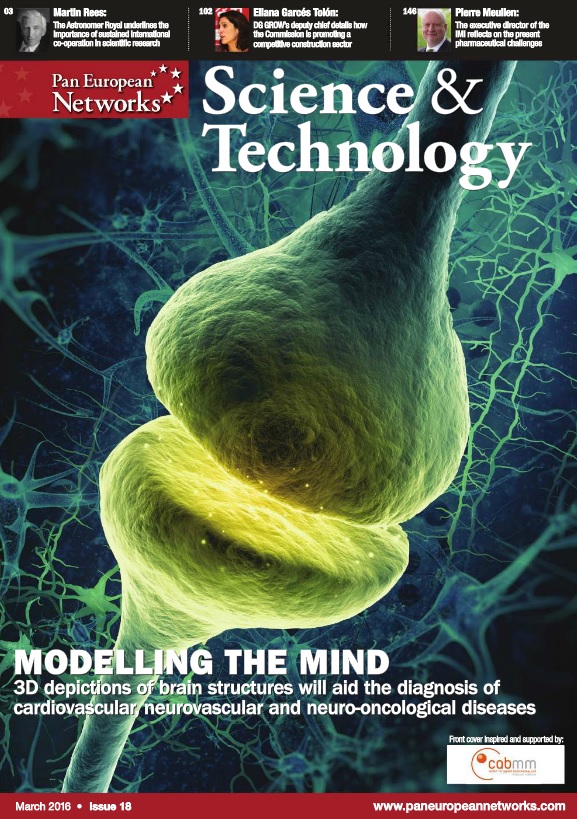 03
Martin Rees:
The Astronomer Royal underlines the
importance of sustained international
co-operation in scientific research
102
Eliana Garcés Tolón:
DG GROW's deputy chief details how
the Commission is promoting a
competitive construction sector
146
Pierre Meulien:
The executive director of the
IMI reflects on the present
pharmaceutical challenges
Pan European
Networks
Science &
Technology
MODELLING THE MIND
3D depictions of brain structures will aid the diagnosis of
cardiovascular, neurovascular and neuro-oncological diseases
Front cover inspired and supported by:
cabmm
March 2016 • Issue 18
www.paneuropeannetworks.com